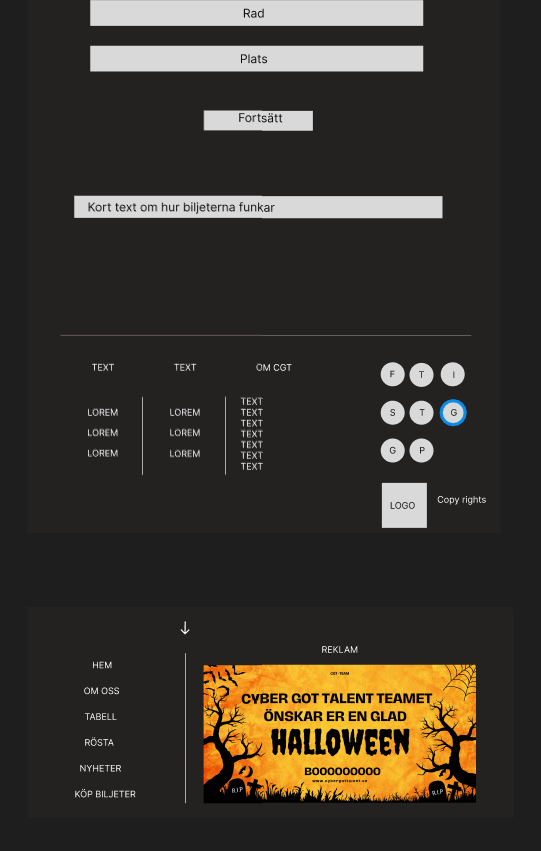 Rad
Plats
Fortsätt
Kort text om hur biljeterna funkar
TEXT
TEXT
OM CGT
LOREM
LOREM
LOREM
LOREM
LOREM
LOREM
TEXT
TEXT
TEXT
TEXT
TEXT
TEXT
TEXT
F T I
S T G
G P
LOGO
Copy rights
↓
HEM
OM OSS
TABELL
RÖSTA
NYHETER
KÖP BILJETER
REKLAM
CGT-TEAM
CYBER GOT TALENT TEAMET
ÖNSKAR ER EN GLAD
HALLOWEEN
BOOOOOOOOO
www.cybergottalent.se
R.I.P
R.I.P